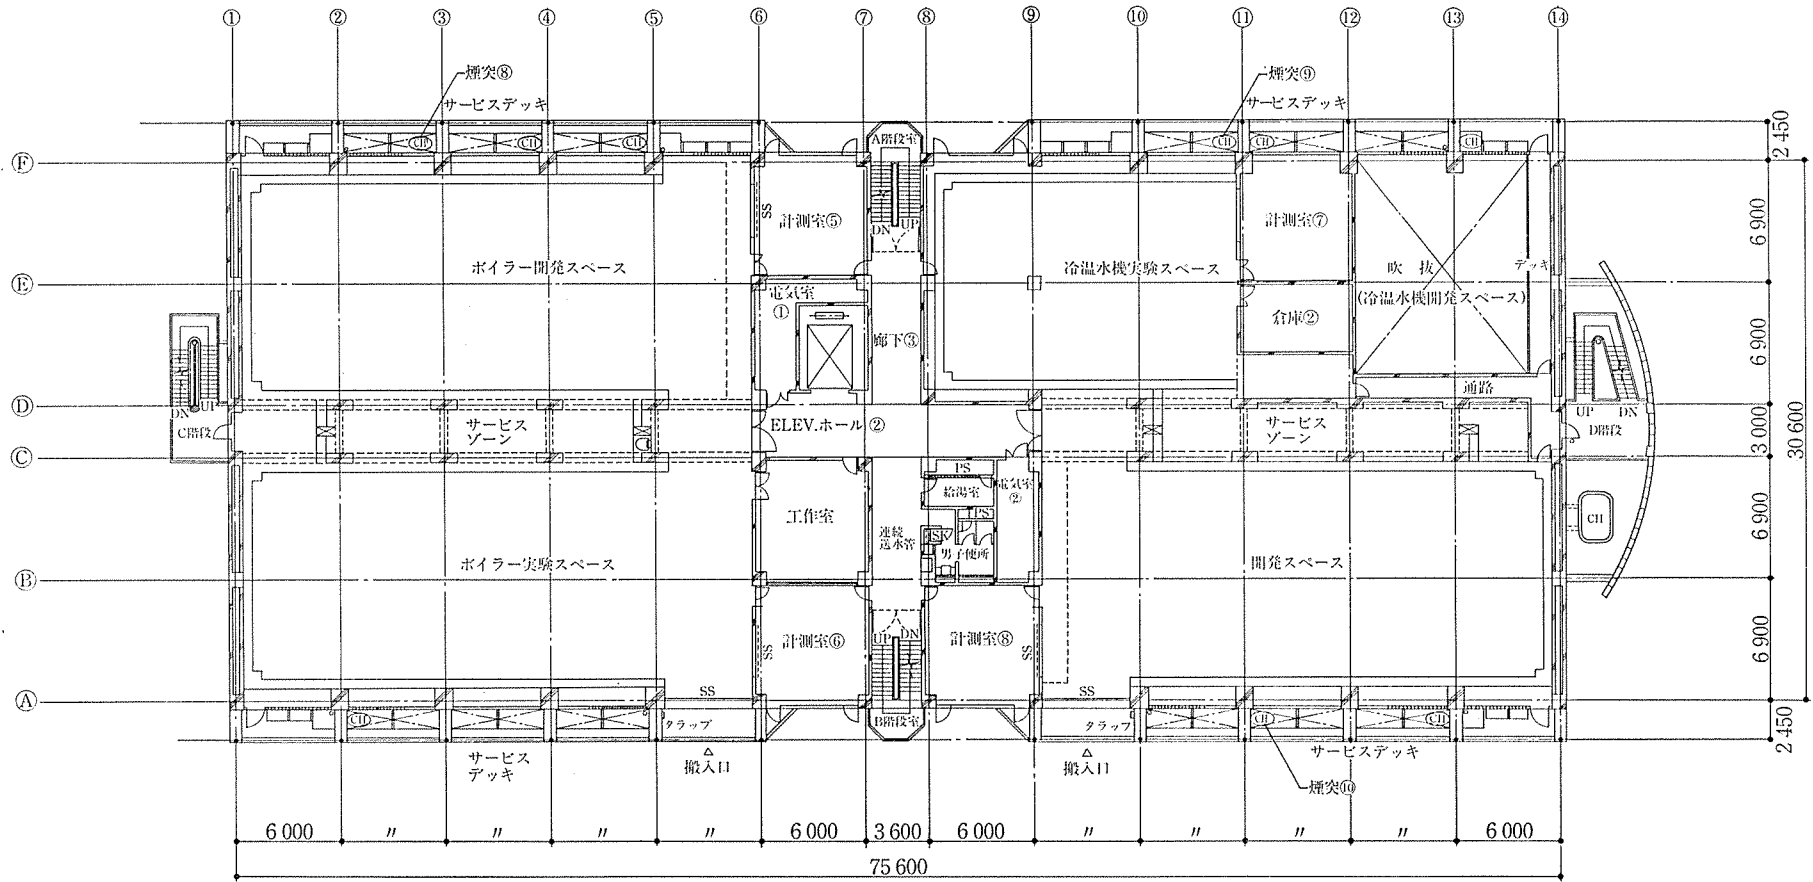 ① ② ③ ④ ⑤ ⑥ ⑦ ⑧ ⑨ ⑩ ⑪ ⑫ ⑬ ⑭
煙突⑧
サービスデッキ
煙突⑨
サービスデッキ
CH CH CH
A階段室
CH CH CH CH
2 450
Ⓕ
SS
計測室⑤
DN UP
計測室⑦
6 900
ボイラー開発スペース
冷温水機実験スペース
吹 抜
デッキ
(冷温水機開発スペース)
Ⓔ
電気室
①
廊下③
倉庫②
6 900
通路
Ⓓ
DN UP
C階段
サービス
ゾーン
ELEV.ホール②
サービス
ゾーン
UP DN
D階段
3 000
30 600
Ⓒ
PS
給湯室
電気室
②
PS
工作室
連続
送水管
SK
男子便所
CH
6 900
ボイラー実験スペース
開発スペース
Ⓑ
計測室⑥
SS
UP DN
計測室⑧
SS
6 900
Ⓐ
SS
SS
CH
タラップ
B階段室
タラップ
CH CH
2 450
サービス
デッキ
搬入口
搬入口
サービスデッキ
煙突⑩
6 000 〃 〃 〃 〃 6 000 3 600 6 000 〃 〃 〃 〃 6 000
75 600